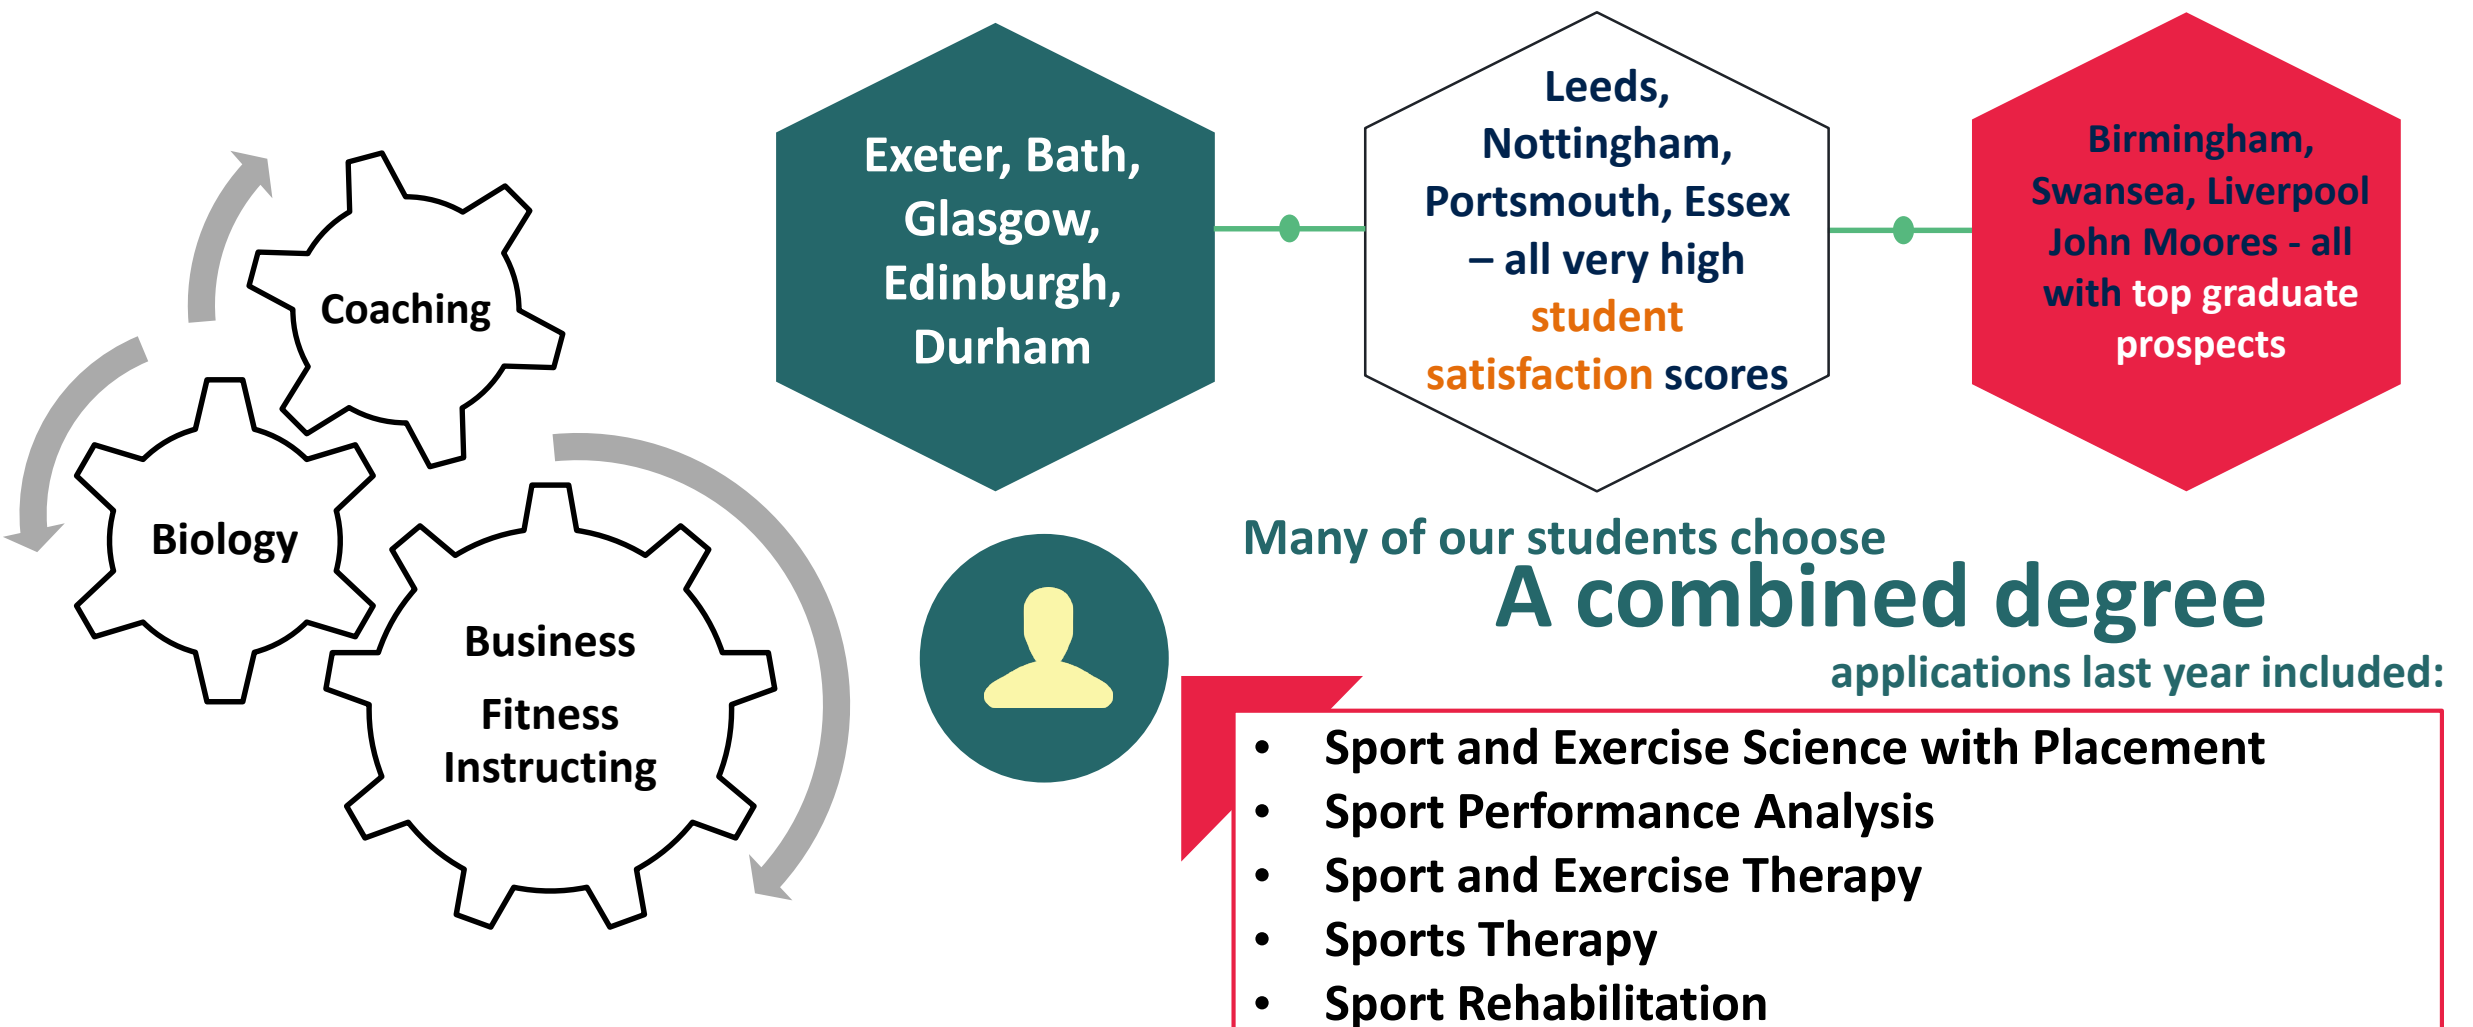 Coaching
Biology
Business
Fitness
Instructing
Exeter, Bath,
Glasgow,
Edinburgh,
Durham
Leeds,
Nottingham,
Portsmouth, Essex
– all very high
student
satisfaction scores
Birmingham,
Swansea, Liverpool
John Moores - all
with top graduate
prospects
Many of our students choose
A combined degree
applications last year included:
• Sport and Exercise Science with Placement
• Sport Performance Analysis
• Sport and Exercise Therapy
• Sports Therapy
• Sport Rehabilitation